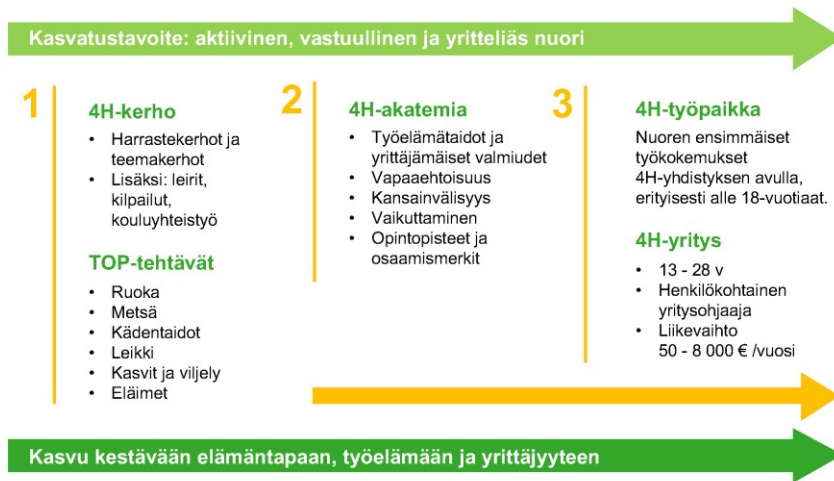 Kasvatustavoite: aktiivinen, vastuullinen ja yritteliäs nuori
1
4H-kerho
• Harrastekerhot ja
teemakerhot
• Lisäksi: leirit,
kilpailut,
kouluyhteistyö
TOP-tehtävät
• Ruoka
• Metsä
• Kädentaidot
• Leikki
• Kasvit ja viljely
• Eläimet
2
4H-akatemia
• Työelämätaidot ja
yrittäjämäiset valmiudet
• Vapaaehtoisuus
• Kansainvälisyys
• Vaikuttaminen
• Opintopisteet ja
osaamismerkit
3
4H-työpaikka
Nuoren ensimmäiset
työkokemukset
4H-yhdistyksen avulla,
erityisesti alle 18-vuotiaat.
4H-yritys
• 13 - 28 v
• Henkilökohtainen
yritysohjaaja
• Liikevaihto
50 - 8 000 € /vuosi
Kasvu kestävään elämäntapaan, työelämään ja yrittäjyyteen